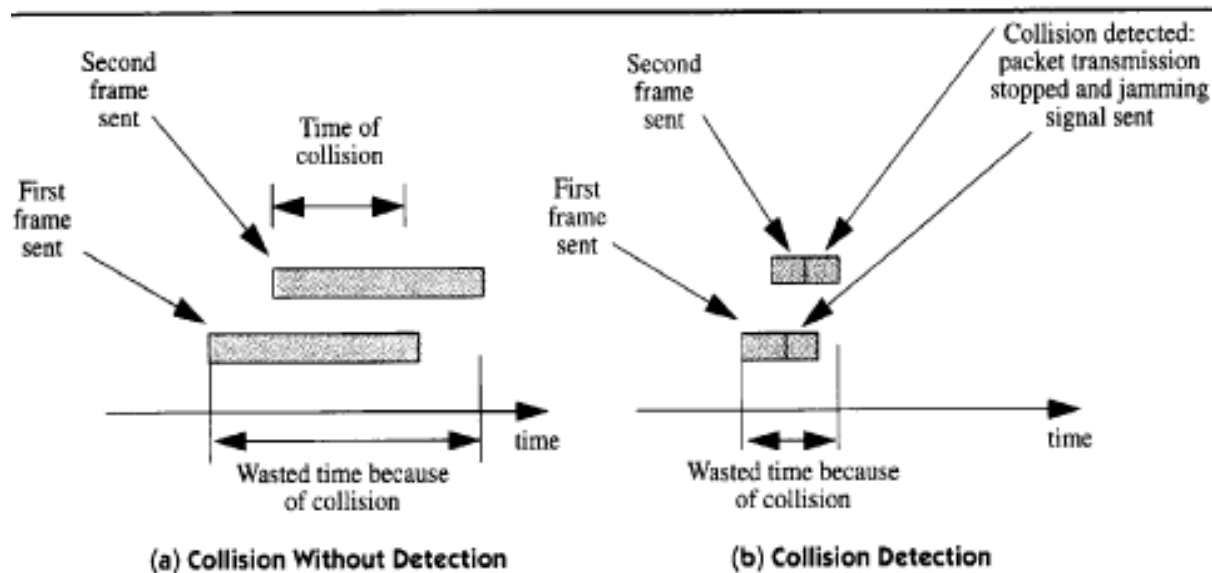 Second
frame
sent
Time of
collision
First
frame
sent
time
Wasted time because
of collision
(a) Collision Without Detection
Second
frame
sent
Collision detected:
packet transmission
stopped and jamming
signal sent
First
frame
sent
time
Wasted time because
of collision
(b) Collision Detection